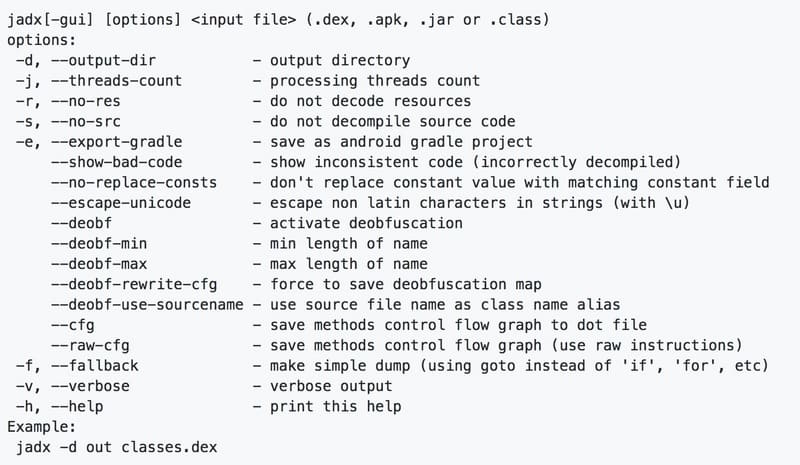 jadx[-gui] [options] <input file> (.dex, .apk, .jar or .class)
options:
 -d, --output-dir            - output directory
 -j, --threads-count         - processing threads count
 -r, --no-res                - do not decode resources
 -s, --no-src                - do not decompile source code
 -e, --export-gradle         - save as android gradle project
     --show-bad-code         - show inconsistent code (incorrectly decompiled)
     --no-replace-consts     - don't replace constant value with matching constant field
     --escape-unicode        - escape non latin characters in strings (with \u)
     --deobf                 - activate deobfuscation
     --deobf-min             - min length of name
     --deobf-max             - max length of name
     --deobf-rewrite-cfg     - force to save deobfuscation map
     --deobf-use-sourcename - use source file name as class name alias
     --cfg                   - save methods control flow graph to dot file
     --raw-cfg               - save methods control flow graph (use raw instructions)
 -f, --fallback              - make simple dump (using goto instead of 'if', 'for', etc)
 -v, --verbose               - verbose output
 -h, --help                  - print this help
Example:
 jadx -d out classes.dex